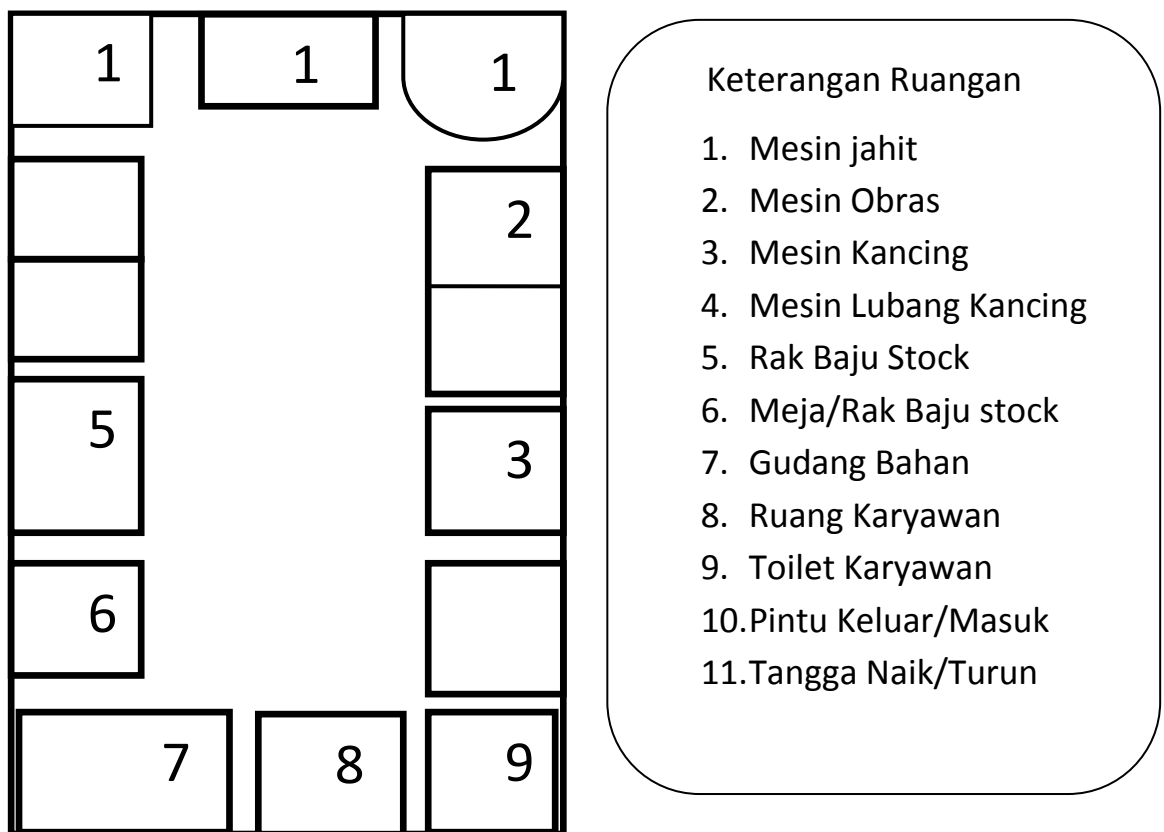 1 1 1
2
5
3
6
7 8 9
Keterangan Ruangan
1. Mesin jahit
2. Mesin Obras
3. Mesin Kancing
4. Mesin Lubang Kancing
5. Rak Baju Stock
6. Meja/Rak Baju stock
7. Gudang Bahan
8. Ruang Karyawan
9. Toilet Karyawan
10.Pintu Keluar/Masuk
11.Tangga Naik/Turun